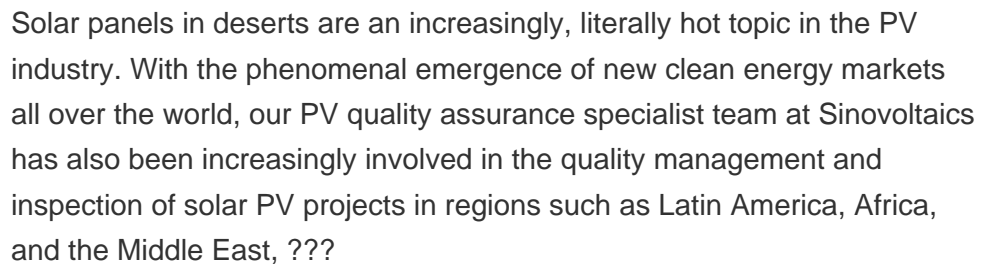 Solar panels in deserts are an increasingly, literally hot topic in the PV
industry. With the phenomenal emergence of new clean energy markets
all over the world, our PV quality assurance specialist team at Sinovoltaics
has also been increasingly involved in the quality management and
inspection of solar PV projects in regions such as Latin America, Africa,
and the Middle East, ???